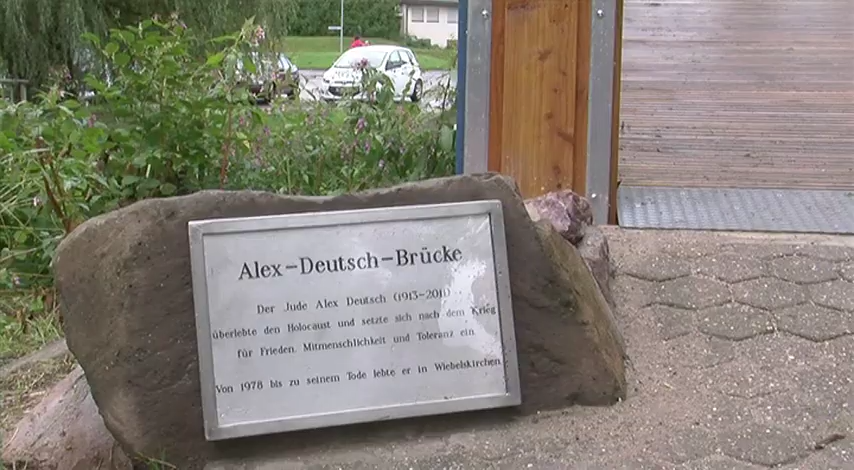 Alex-Deutsch-Brücke
Der Jude Alex Deutsch (1913-2011)
überlebte den Holocaust und setzte sich nach dem Krieg
für Frieden, Mitmenschlichkeit und Toleranz ein.
Von 1978 bis zu seinem Tode lebte er in Wiebelskirchen.